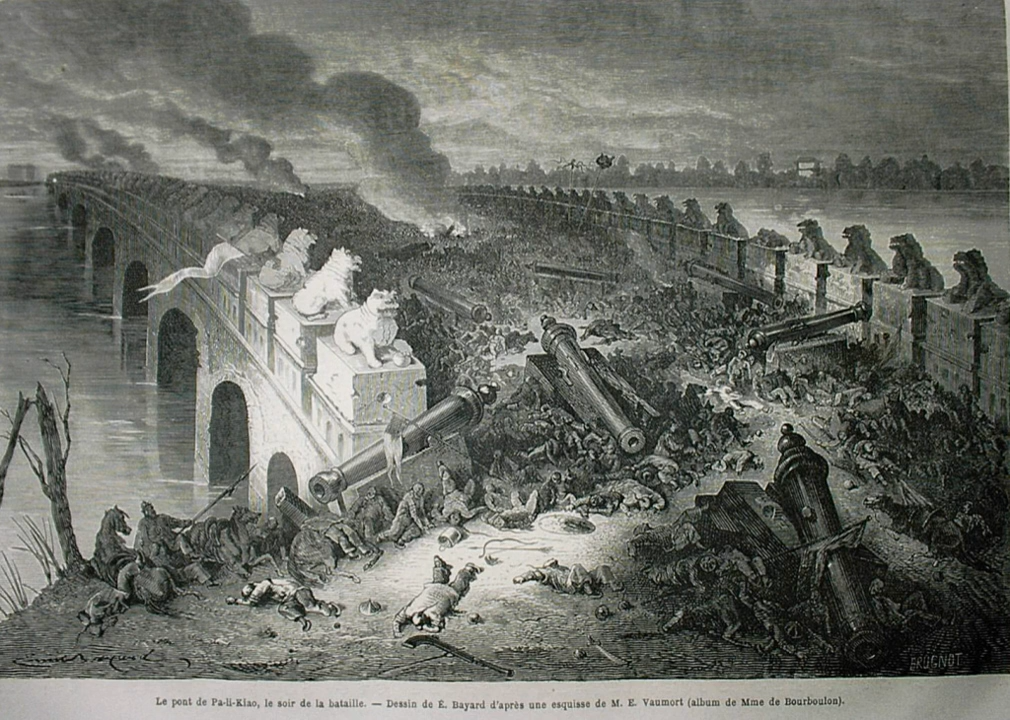 BRUGNOT
Le pont de Pa-li-Kiao, le soir de la bataille. — Dessin de É. Bayard d'après une esquisse de M. E. Vaumort (album de Mme de Bourboulon).